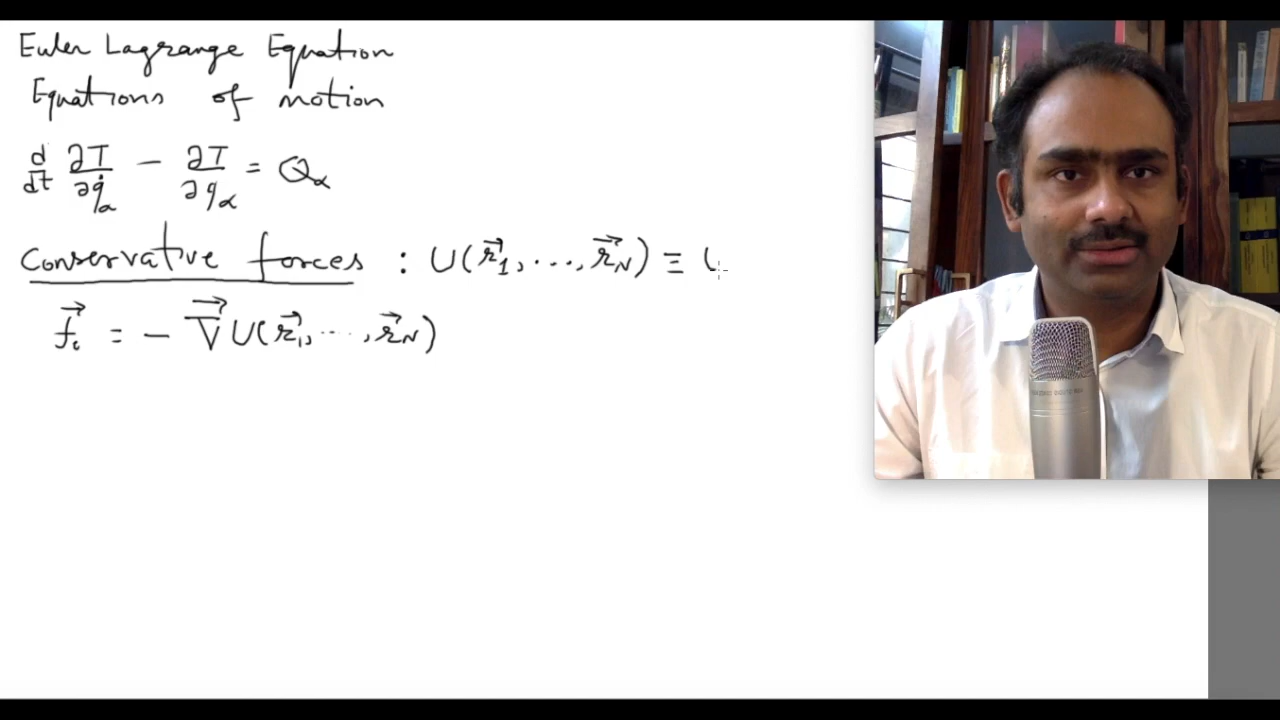 Euler Lagrange Equation
Equations of motion
d/dt ∂T/∂q̇_α − ∂T/∂q_α = Q_α
Conservative forces : U(r⃗_1, ..., r⃗_N) ≡ U
f⃗_i = − ∇⃗ U(r⃗_1, ..., r⃗_N)